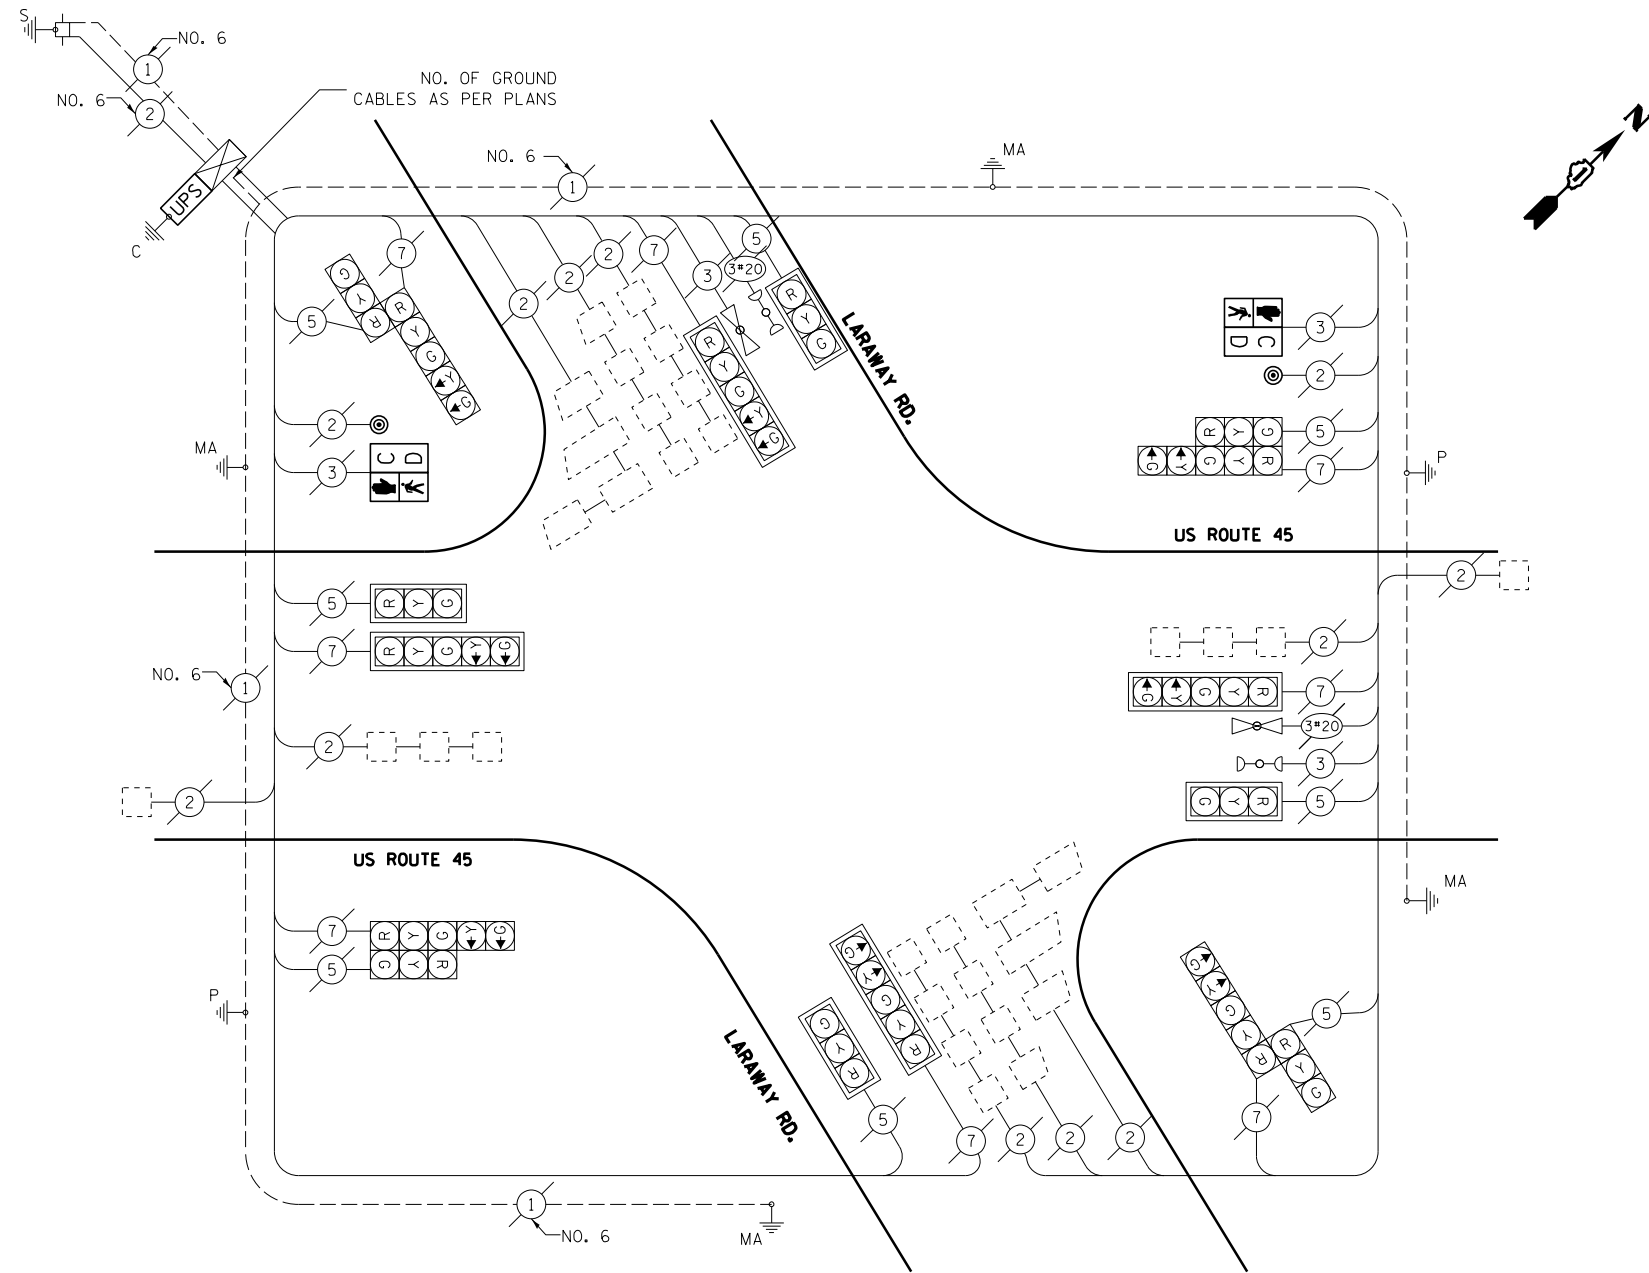 S
NO. 6
1
NO. 6
2
NO. OF GROUND
CABLES AS PER PLANS
UPS
C
NO. 6
1
MA
N
7
5
G Y R
R Y G Y G
2
2
2
7
3
3#20
5
R Y G
R Y G Y G
LARAWAY RD.
2
3
C D
MA
C D
3
2
5
R Y G
7
G Y G Y R
P
US ROUTE 45
5
R Y G
7
R Y G Y G
NO. 6
1
2
2
2
2
G Y G Y R
7
3#20
3
G Y R
5
US ROUTE 45
MA
7
R Y G Y G
5
G Y R
P
LARAWAY RD.
G Y G Y R
G Y R
5
7
2
2
2
G Y G Y R
R Y G
5
7
1
NO. 6
MA